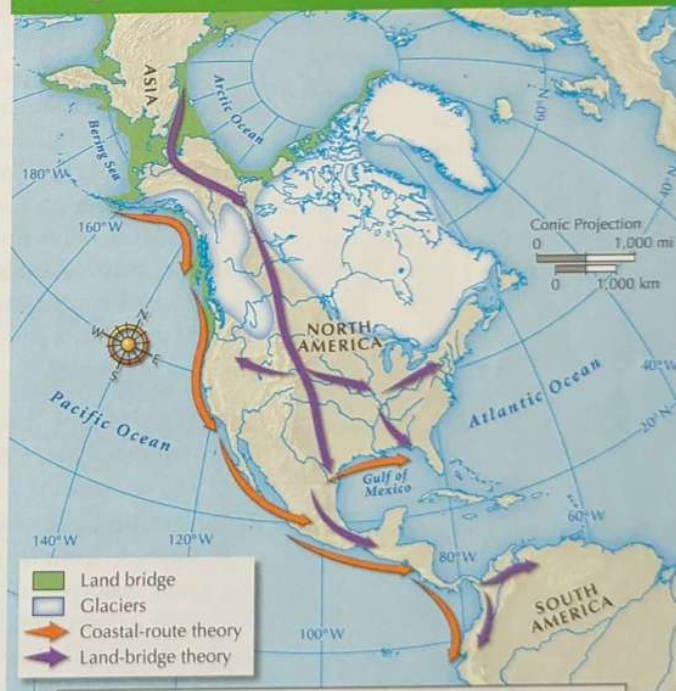 ASIA
Arctic Ocean
Bering Sea
180°W
160°W
60°N
40°N
Conic Projection
0 1,000 mi
0 1,000 km
N
W
E
S
NORTH
AMERICA
Pacific Ocean
Atlantic Ocean
40°W
20°N
Gulf of
Mexico
60°W
140°W
120°W
80°W
100°W
SOUTH
AMERICA
Land bridge
Glaciers
Coastal-route theory
Land-bridge theory